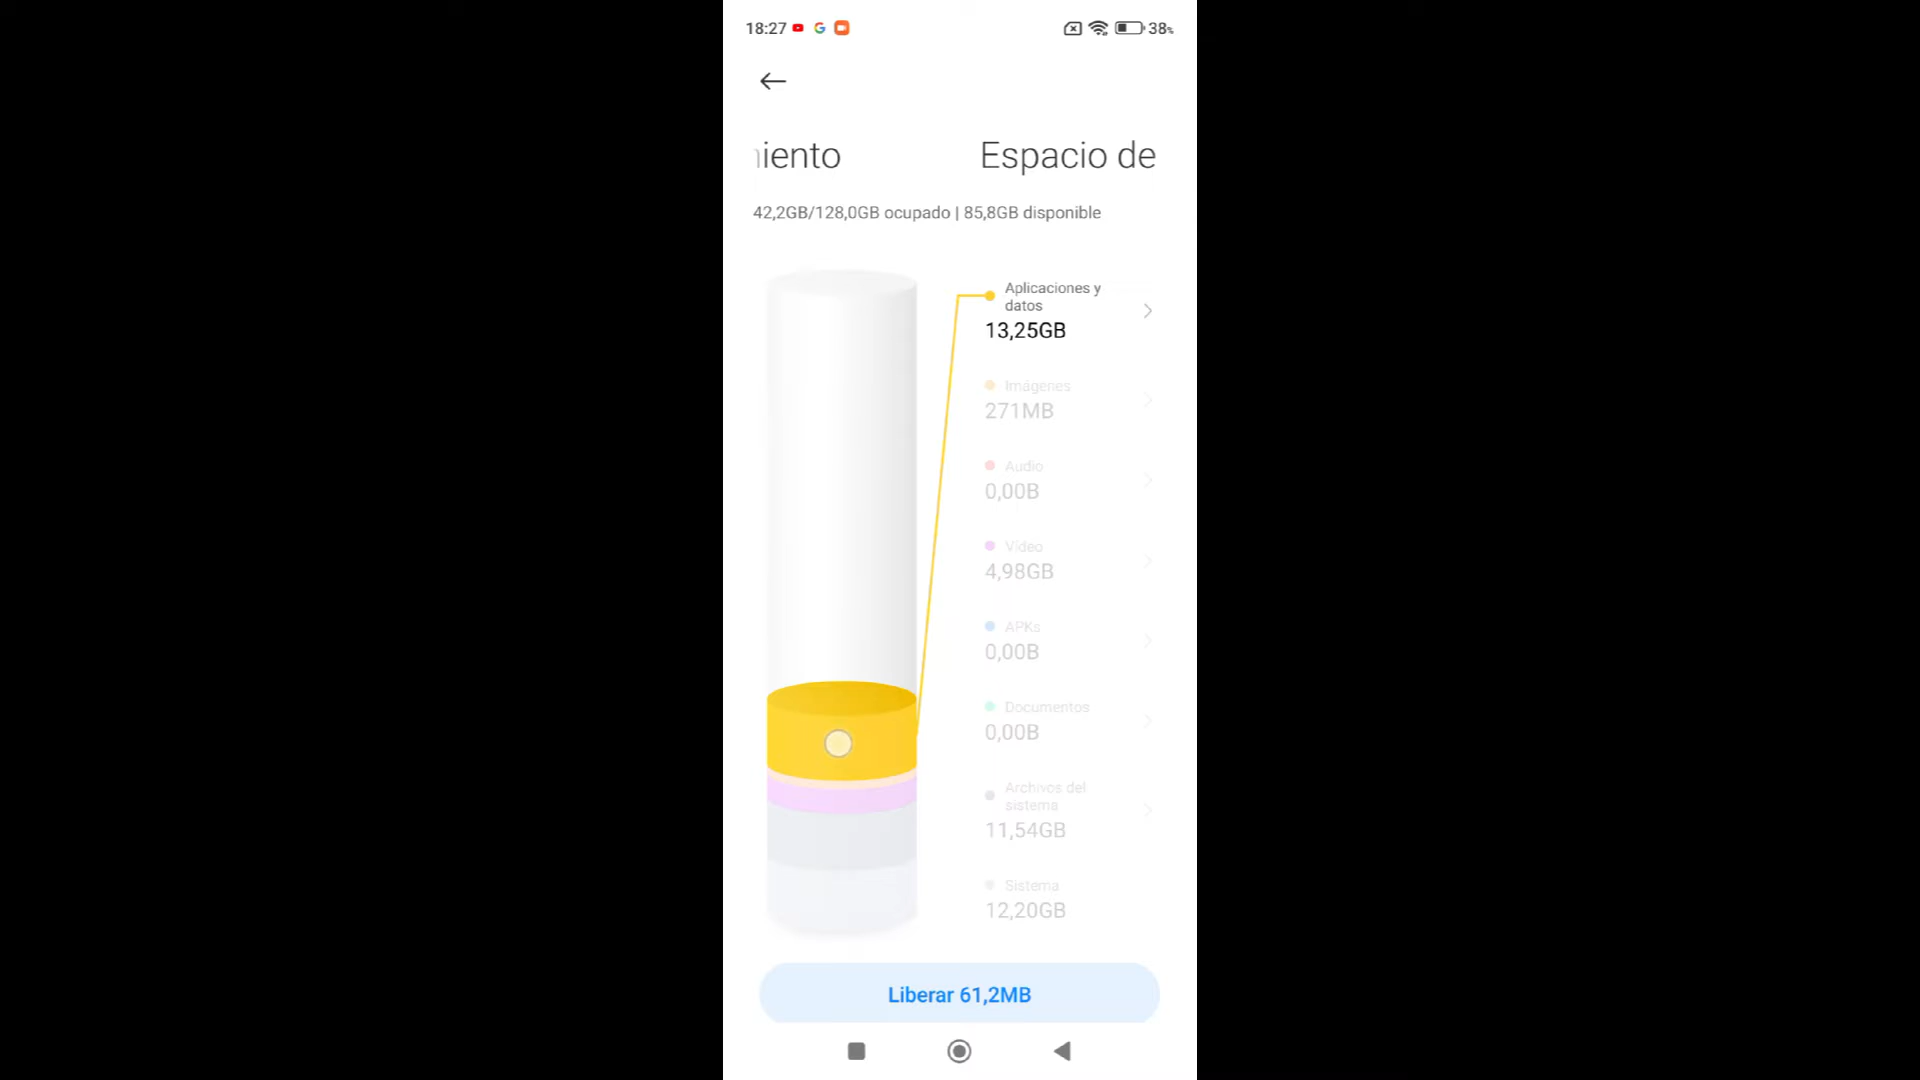 18:27
38%
iento Espacio de
42,2GB/128,0GB ocupado | 85,8GB disponible
Aplicaciones y
datos
13,25GB
Imágenes
271MB
Audio
0,00B
Vídeo
4,98GB
APKs
0,00B
Documentos
0,00B
Archivos del
sistema
11,54GB
Sistema
12,20GB
Liberar 61,2MB